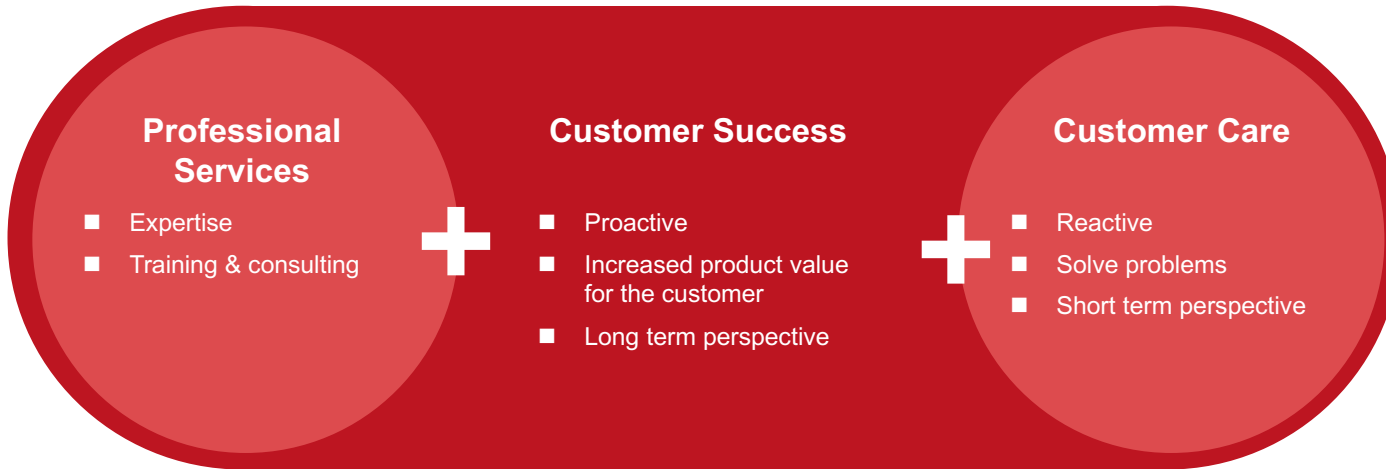 Professional
Services
■ Expertise
■ Training & consulting
Customer Success
■ Proactive
■ Increased product value
for the customer
■ Long term perspective
Customer Care
■ Reactive
■ Solve problems
■ Short term perspective